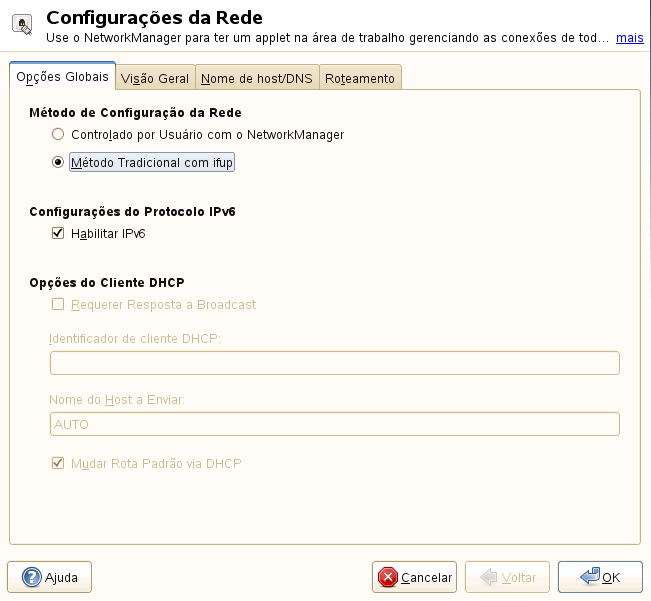 Configurações da Rede
Use o NetworkManager para ter um applet na área de trabalho gerenciando as conexões de tod... mais
Opções Globais Visão Geral Nome de host/DNS Roteamento
Método de Configuração da Rede
Controlado por Usuário com o NetworkManager
Método Tradicional com ifup
Configurações do Protocolo IPv6
Habilitar IPv6
Opções do Cliente DHCP
Requerer Resposta a Broadcast
Identificador de cliente DHCP:
Nome do Host a Enviar:
AUTO
Mudar Rota Padrão via DHCP
Ajuda Cancelar Voltar OK